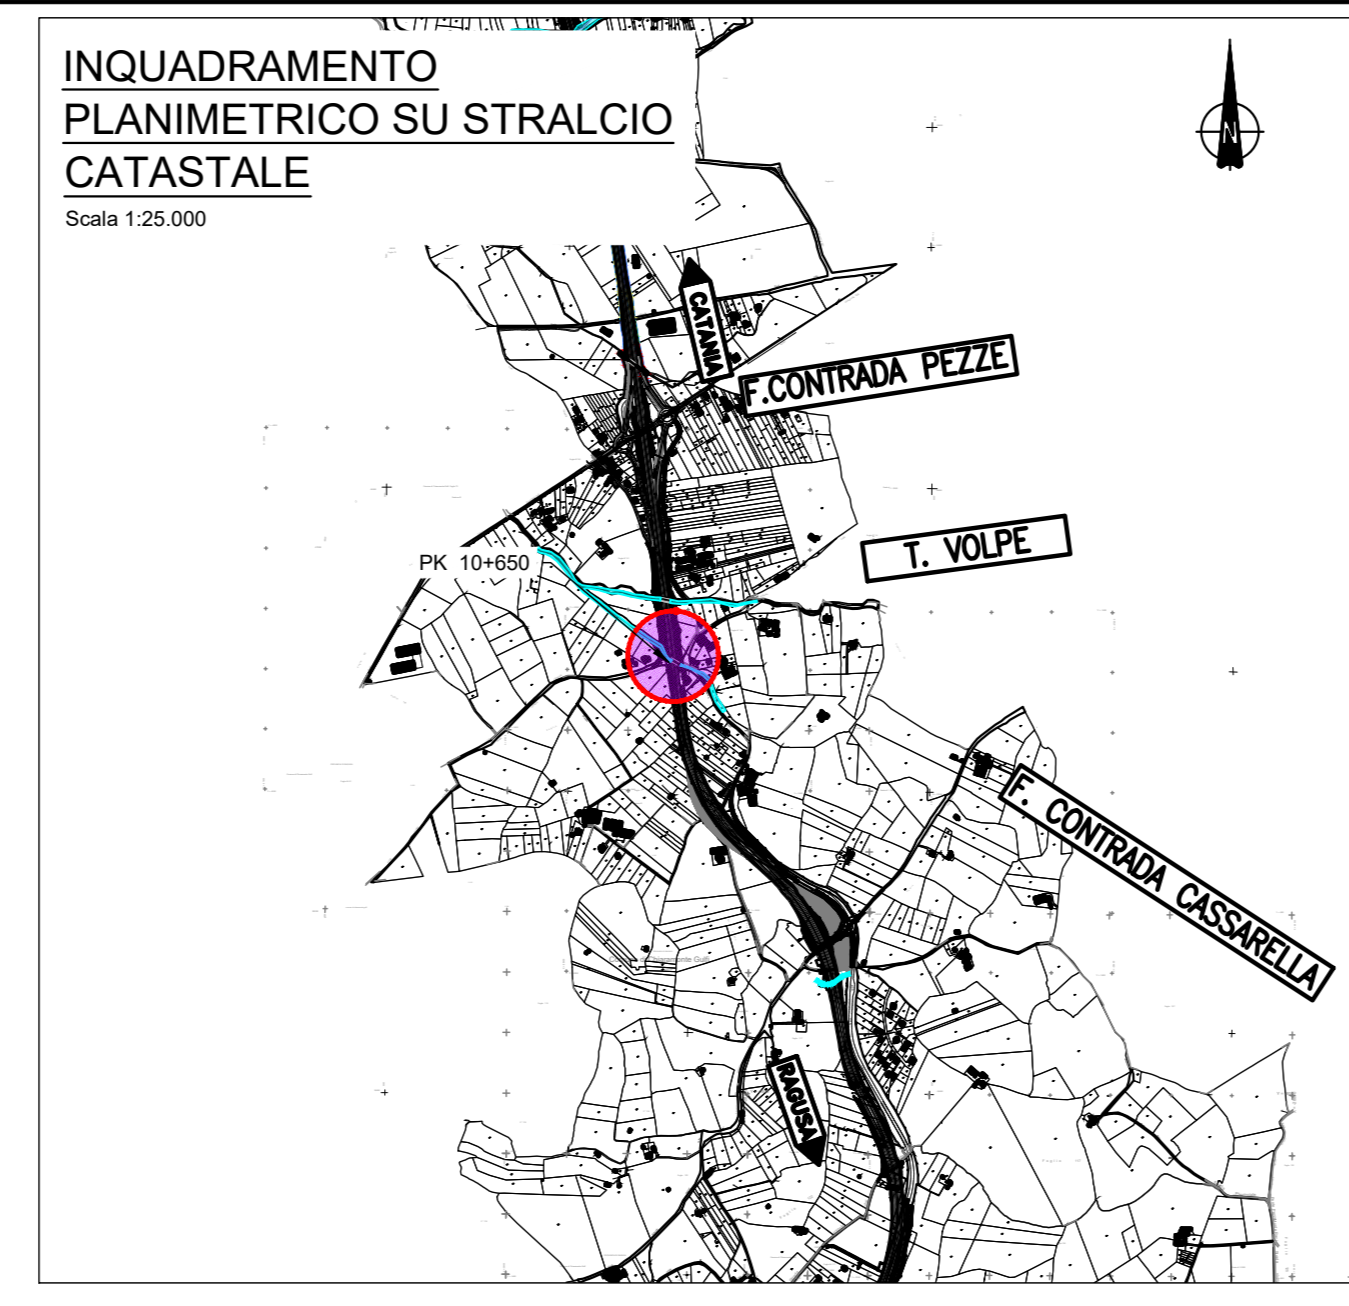 INQUADRAMENTO
PLANIMETRICO SU STRALCIO
CATASTALE
Scala 1:25.000
N
CATANIA
F.CONTRADA PEZZE
T. VOLPE
PK 10+650
F. CONTRADA CASSARELLA
RAGUSA